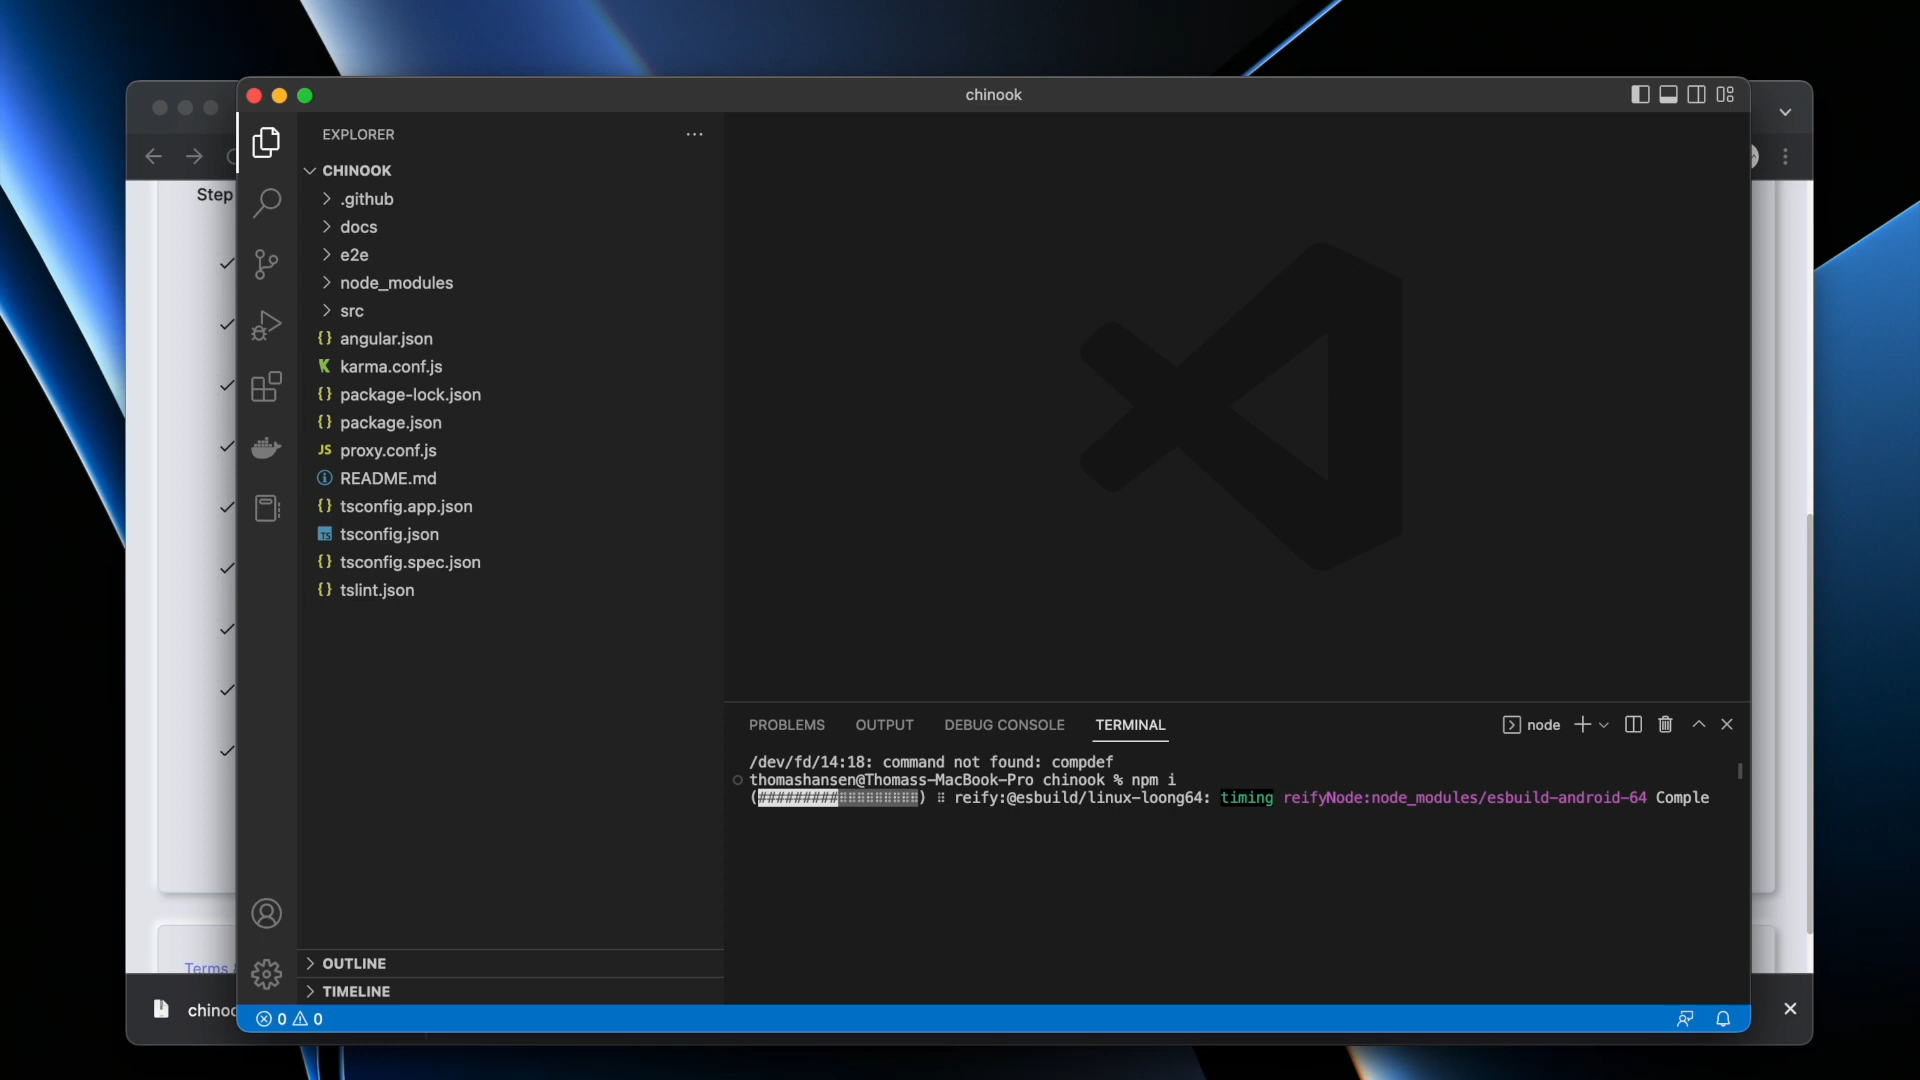 chinook
EXPLORER
CHINOOK
.github
docs
e2e
node_modules
src
angular.json
karma.conf.js
package-lock.json
package.json
JS proxy.conf.js
README.md
tsconfig.app.json
TS tsconfig.json
tsconfig.spec.json
tslint.json
OUTLINE
TIMELINE
PROBLEMS OUTPUT DEBUG CONSOLE TERMINAL
node
/dev/fd/14:18: command not found: compdef
thomashansen@Thomass-MacBook-Pro chinook % npm i
(#########⠿⠿⠿⠿⠿⠿⠿⠿⠿) ⠿ reify:@esbuild/linux-loong64: timing reifyNode:node_modules/esbuild-android-64 Comple
0 0
Step
Terms
chinoo